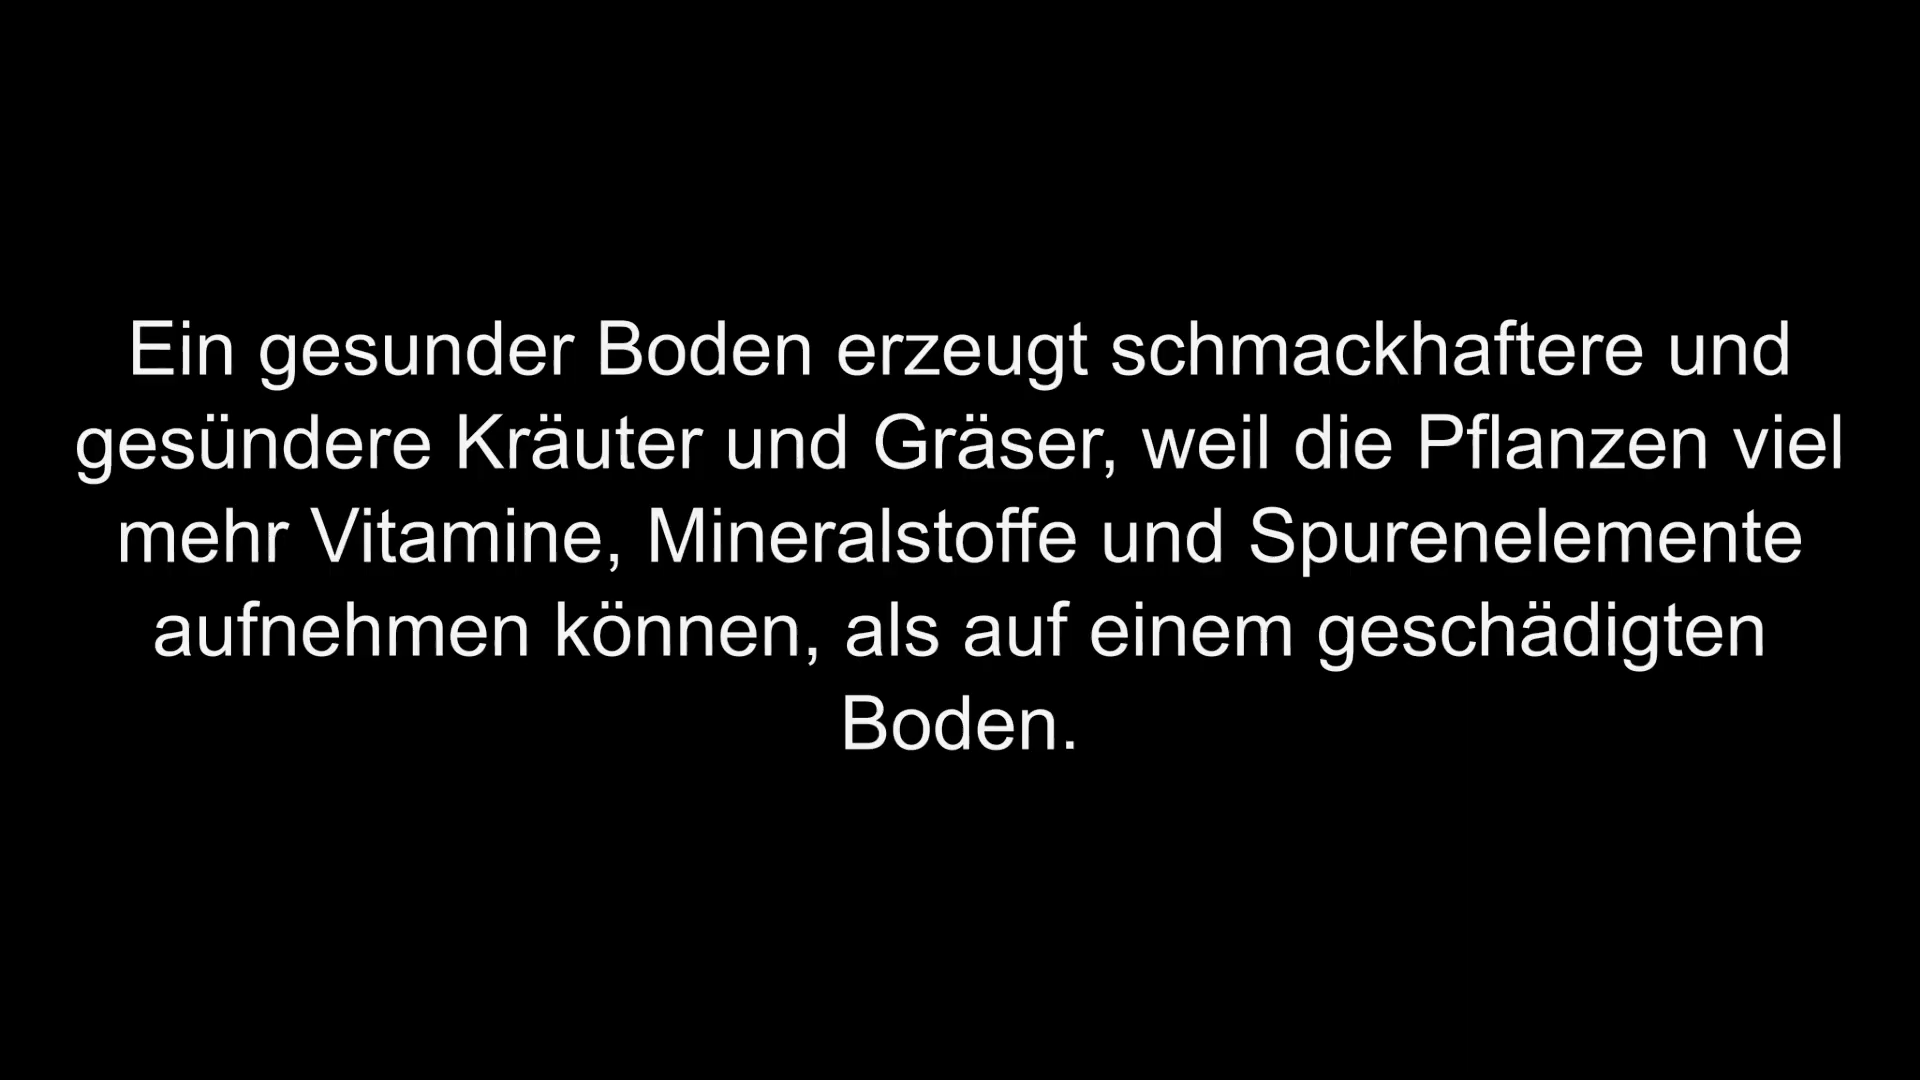 Ein gesunder Boden erzeugt schmackhaftere und
gesündere Kräuter und Gräser, weil die Pflanzen viel
mehr Vitamine, Mineralstoffe und Spurenelemente
aufnehmen können, als auf einem geschädigten
Boden.